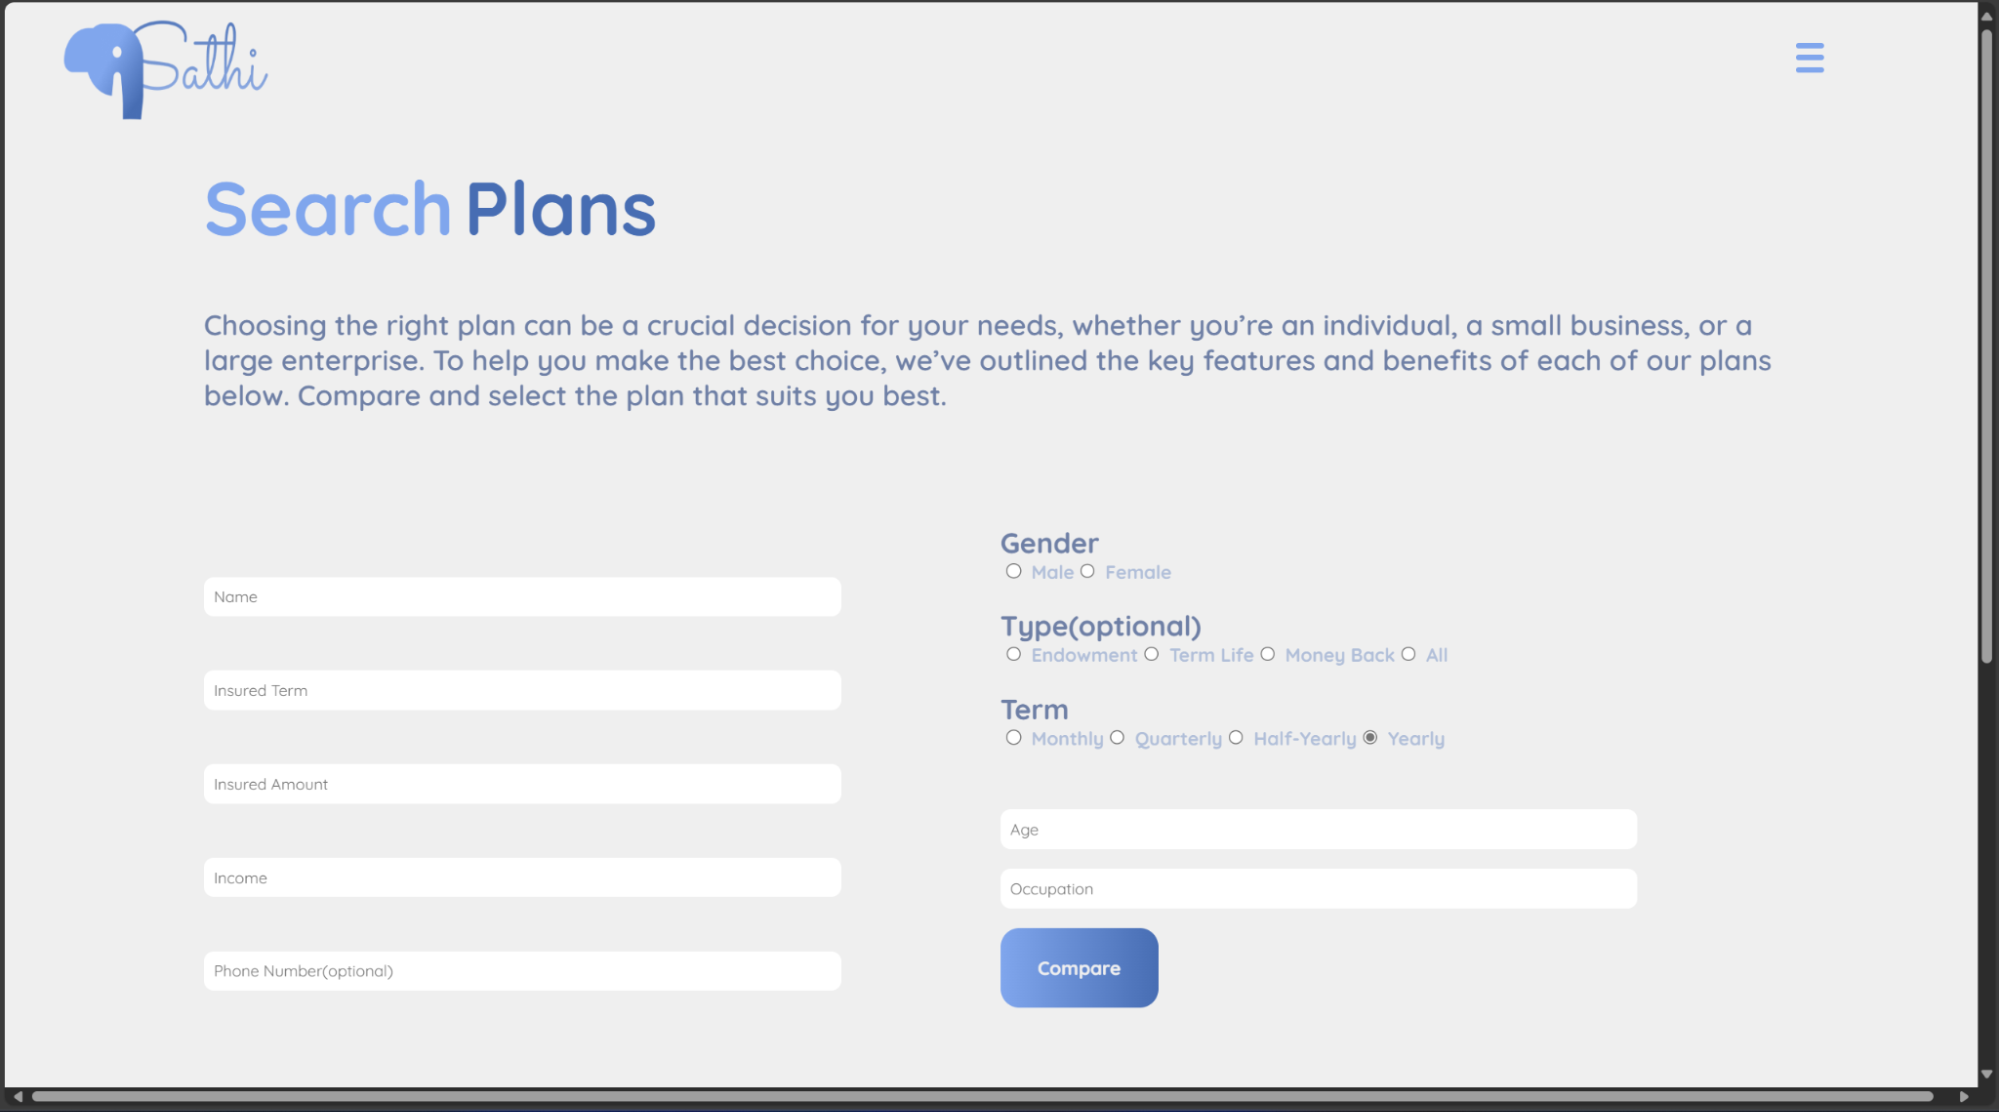 Sathi
Search Plans
Choosing the right plan can be a crucial decision for your needs, whether you’re an individual, a small business, or a
large enterprise. To help you make the best choice, we’ve outlined the key features and benefits of each of our plans
below. Compare and select the plan that suits you best.
Name
Insured Term
Insured Amount
Income
Phone Number(optional)
Gender
Male Female
Type(optional)
Endowment Term Life Money Back All
Term
Monthly Quarterly Half-Yearly Yearly
Age
Occupation
Compare